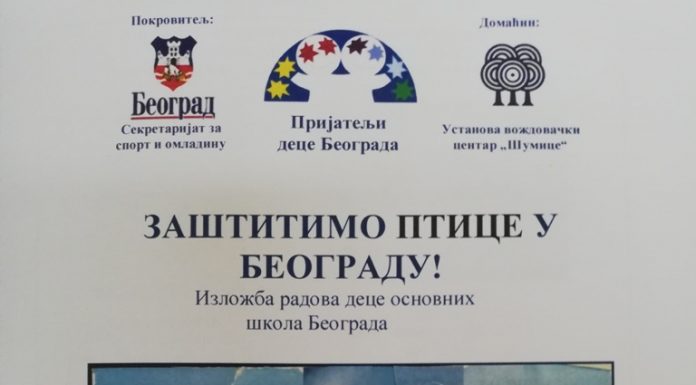 Покровитељ:
БЕОГРАД
Секретаријат за
спорт и омладину
Пријатељи
деце Београда
Домаћин:
Установа вождовачки
центар „Шумице“
ЗАШТИТИМО ПТИЦЕ У
БЕОГРАДУ!
Изложба радова деце основних
школа Београда